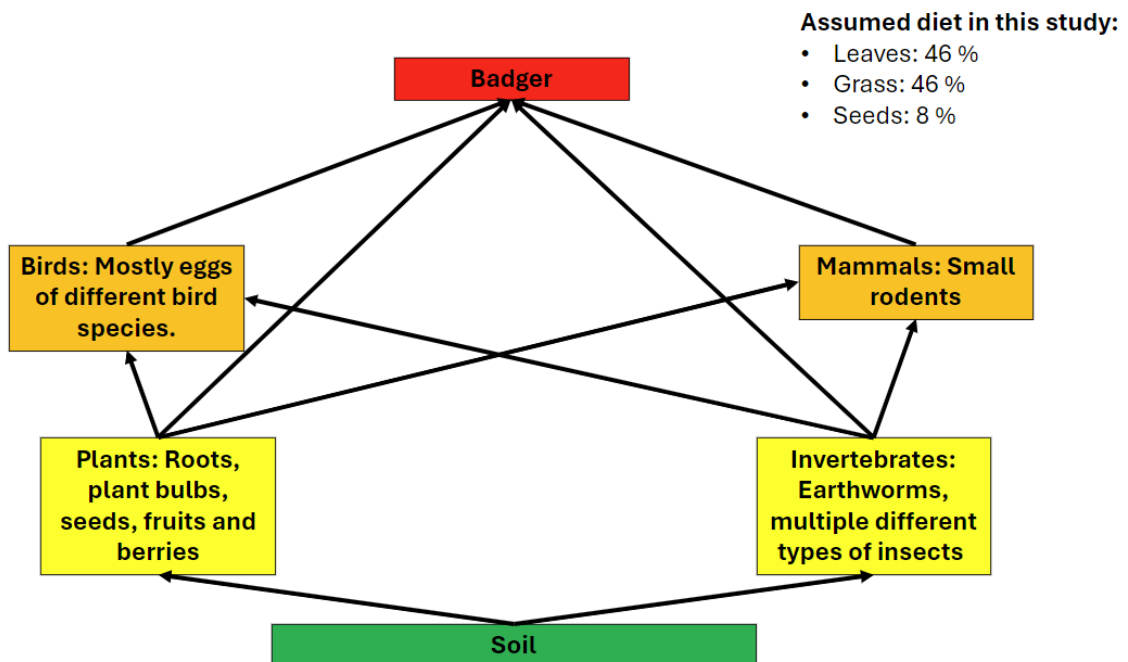 Assumed diet in this study:
• Leaves: 46 %
• Grass: 46 %
• Seeds: 8 %
Badger
Birds: Mostly eggs
of different bird
species.
Mammals: Small
rodents
Plants: Roots,
plant bulbs,
seeds, fruits and
berries
Invertebrates:
Earthworms,
multiple different
types of insects
Soil